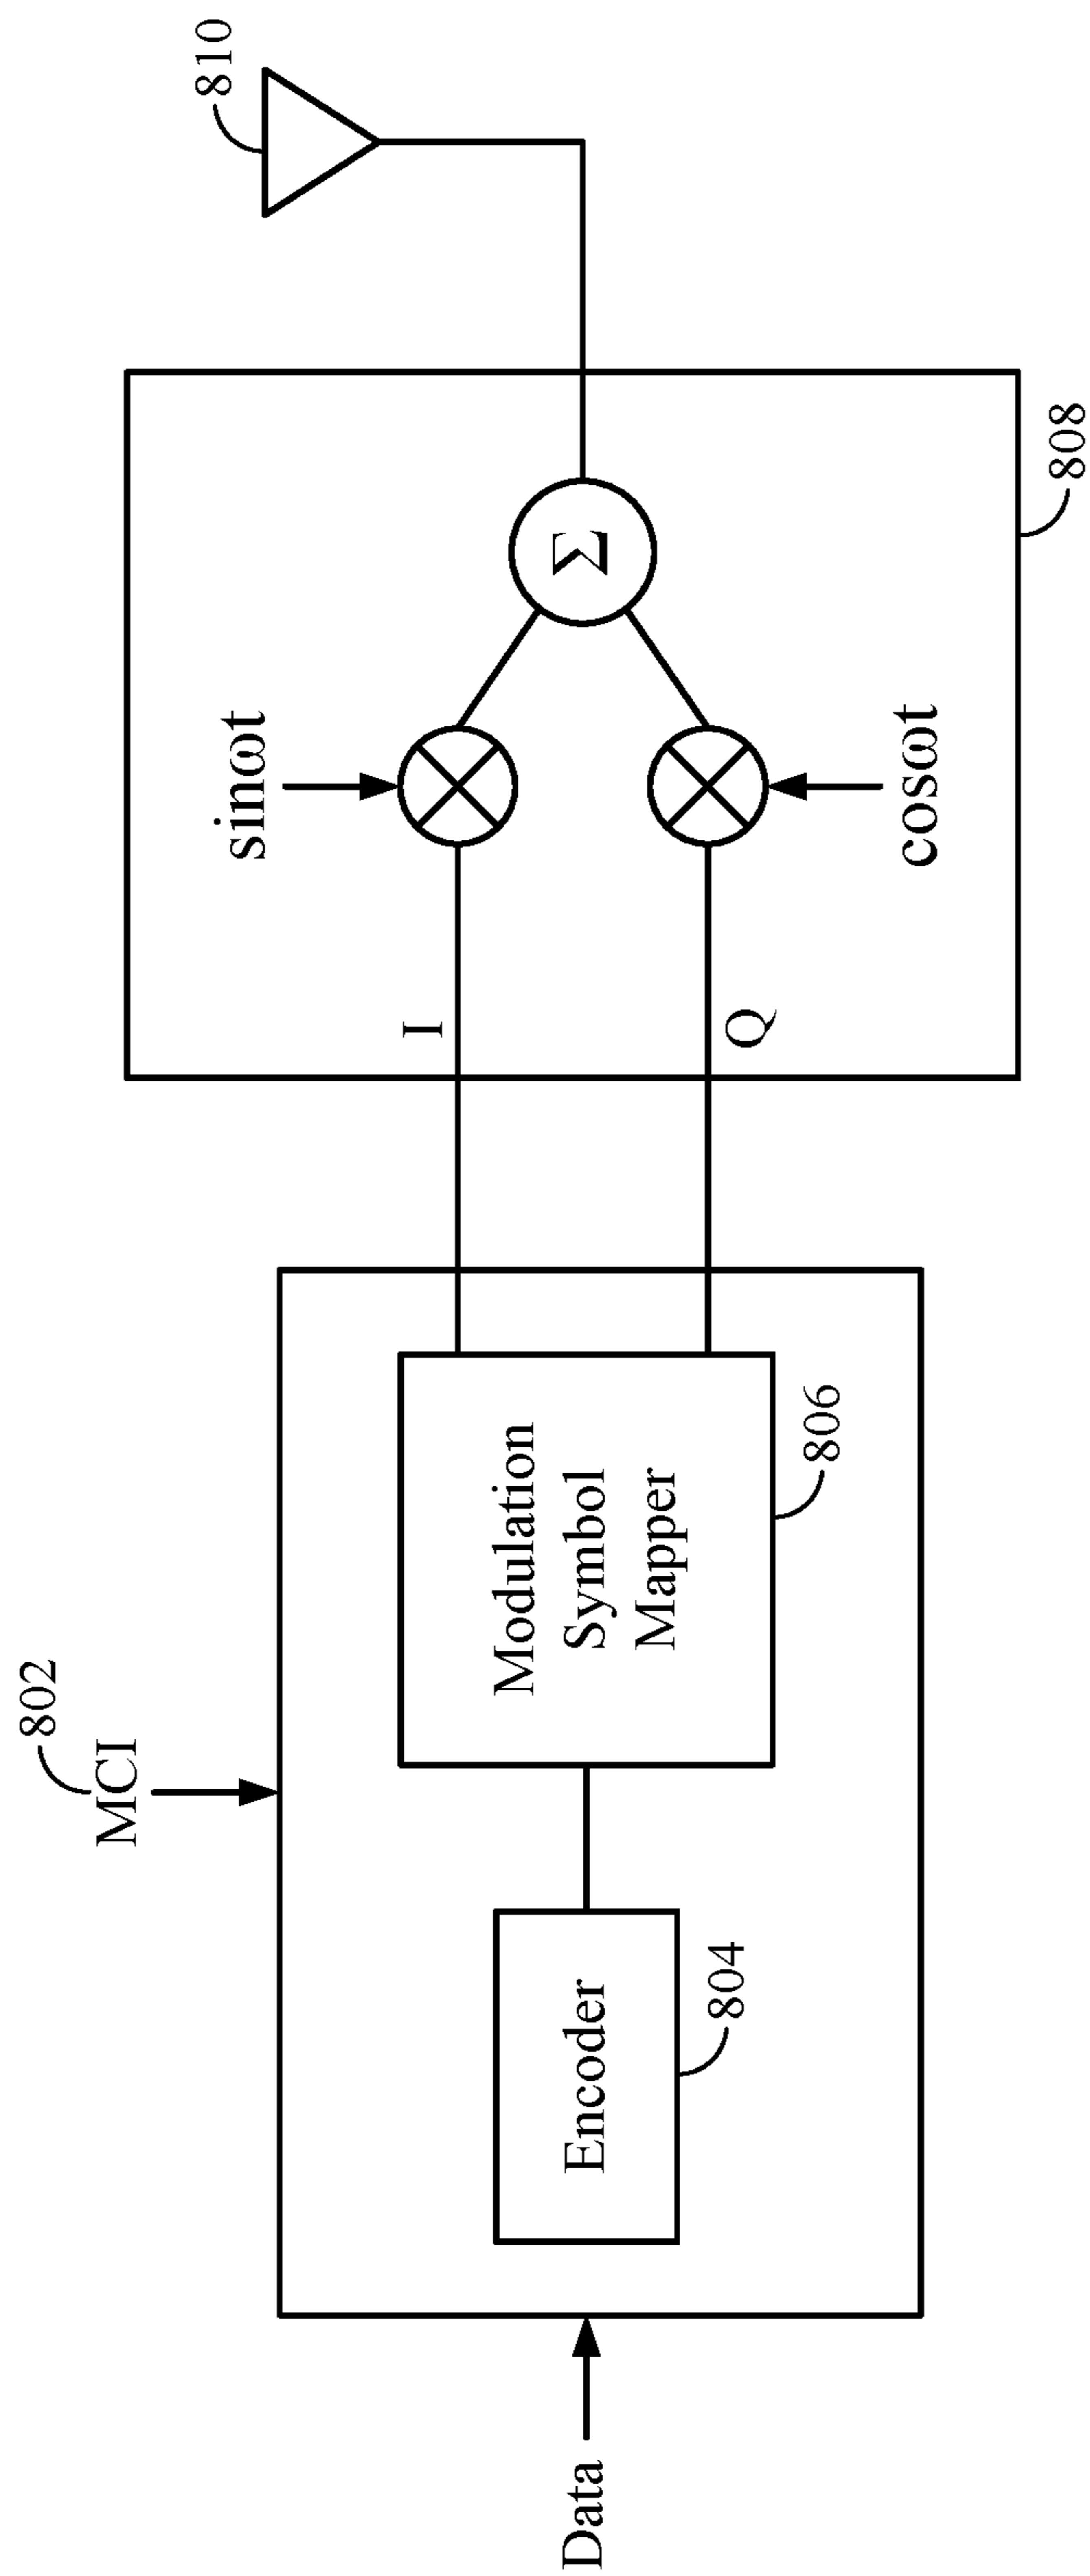 802
MCI
Data
Encoder
804
Modulation
Symbol
Mapper
806
I
Q
sinωt
cosωt
Σ
808
810